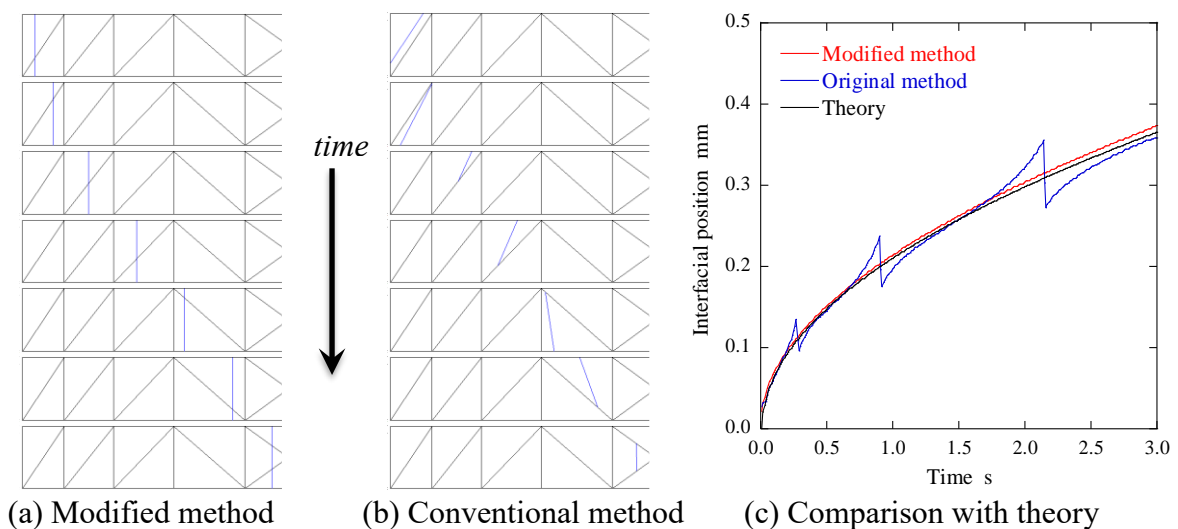 time
0.5
0.4
0.3
0.2
0.1
0.0
Interfacial position  mm
Modified method
Original method
Theory
0.0 0.5 1.0 1.5 2.0 2.5 3.0
Time  s
(a) Modified method
(b) Conventional method
(c) Comparison with theory